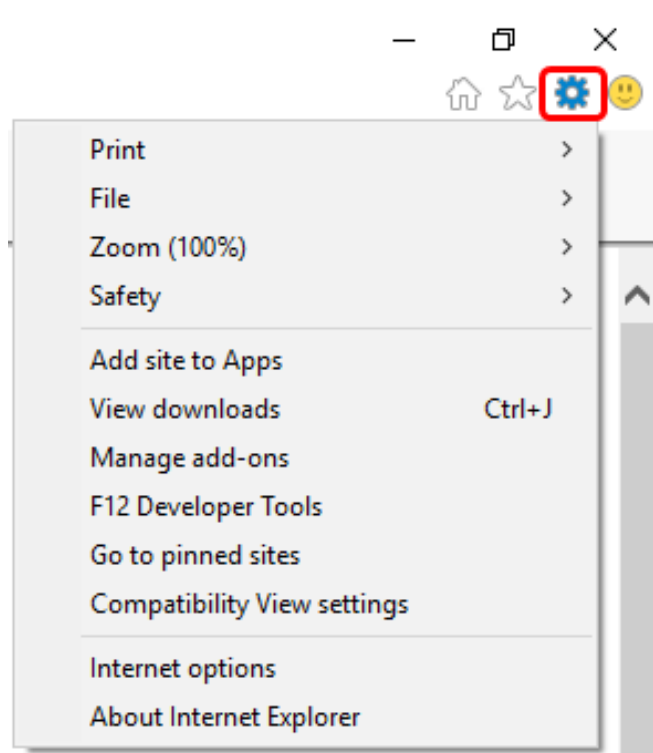 Print
File
Zoom (100%)
Safety
Add site to Apps
View downloads Ctrl+J
Manage add-ons
F12 Developer Tools
Go to pinned sites
Compatibility View settings
Internet options
About Internet Explorer